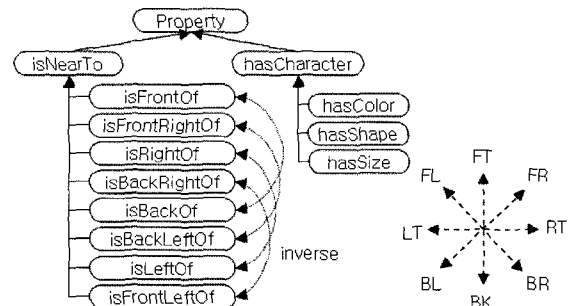 Property
isNearTo
hasCharacter
isFrontOf
isFrontRightOf
isRightOf
isBackRightOf
isBackOf
isBackLeftOf
isLeftOf
isFrontLeftOf
inverse
hasColor
hasShape
hasSize
FT
FL
FR
LT
RT
BL
BR
BK